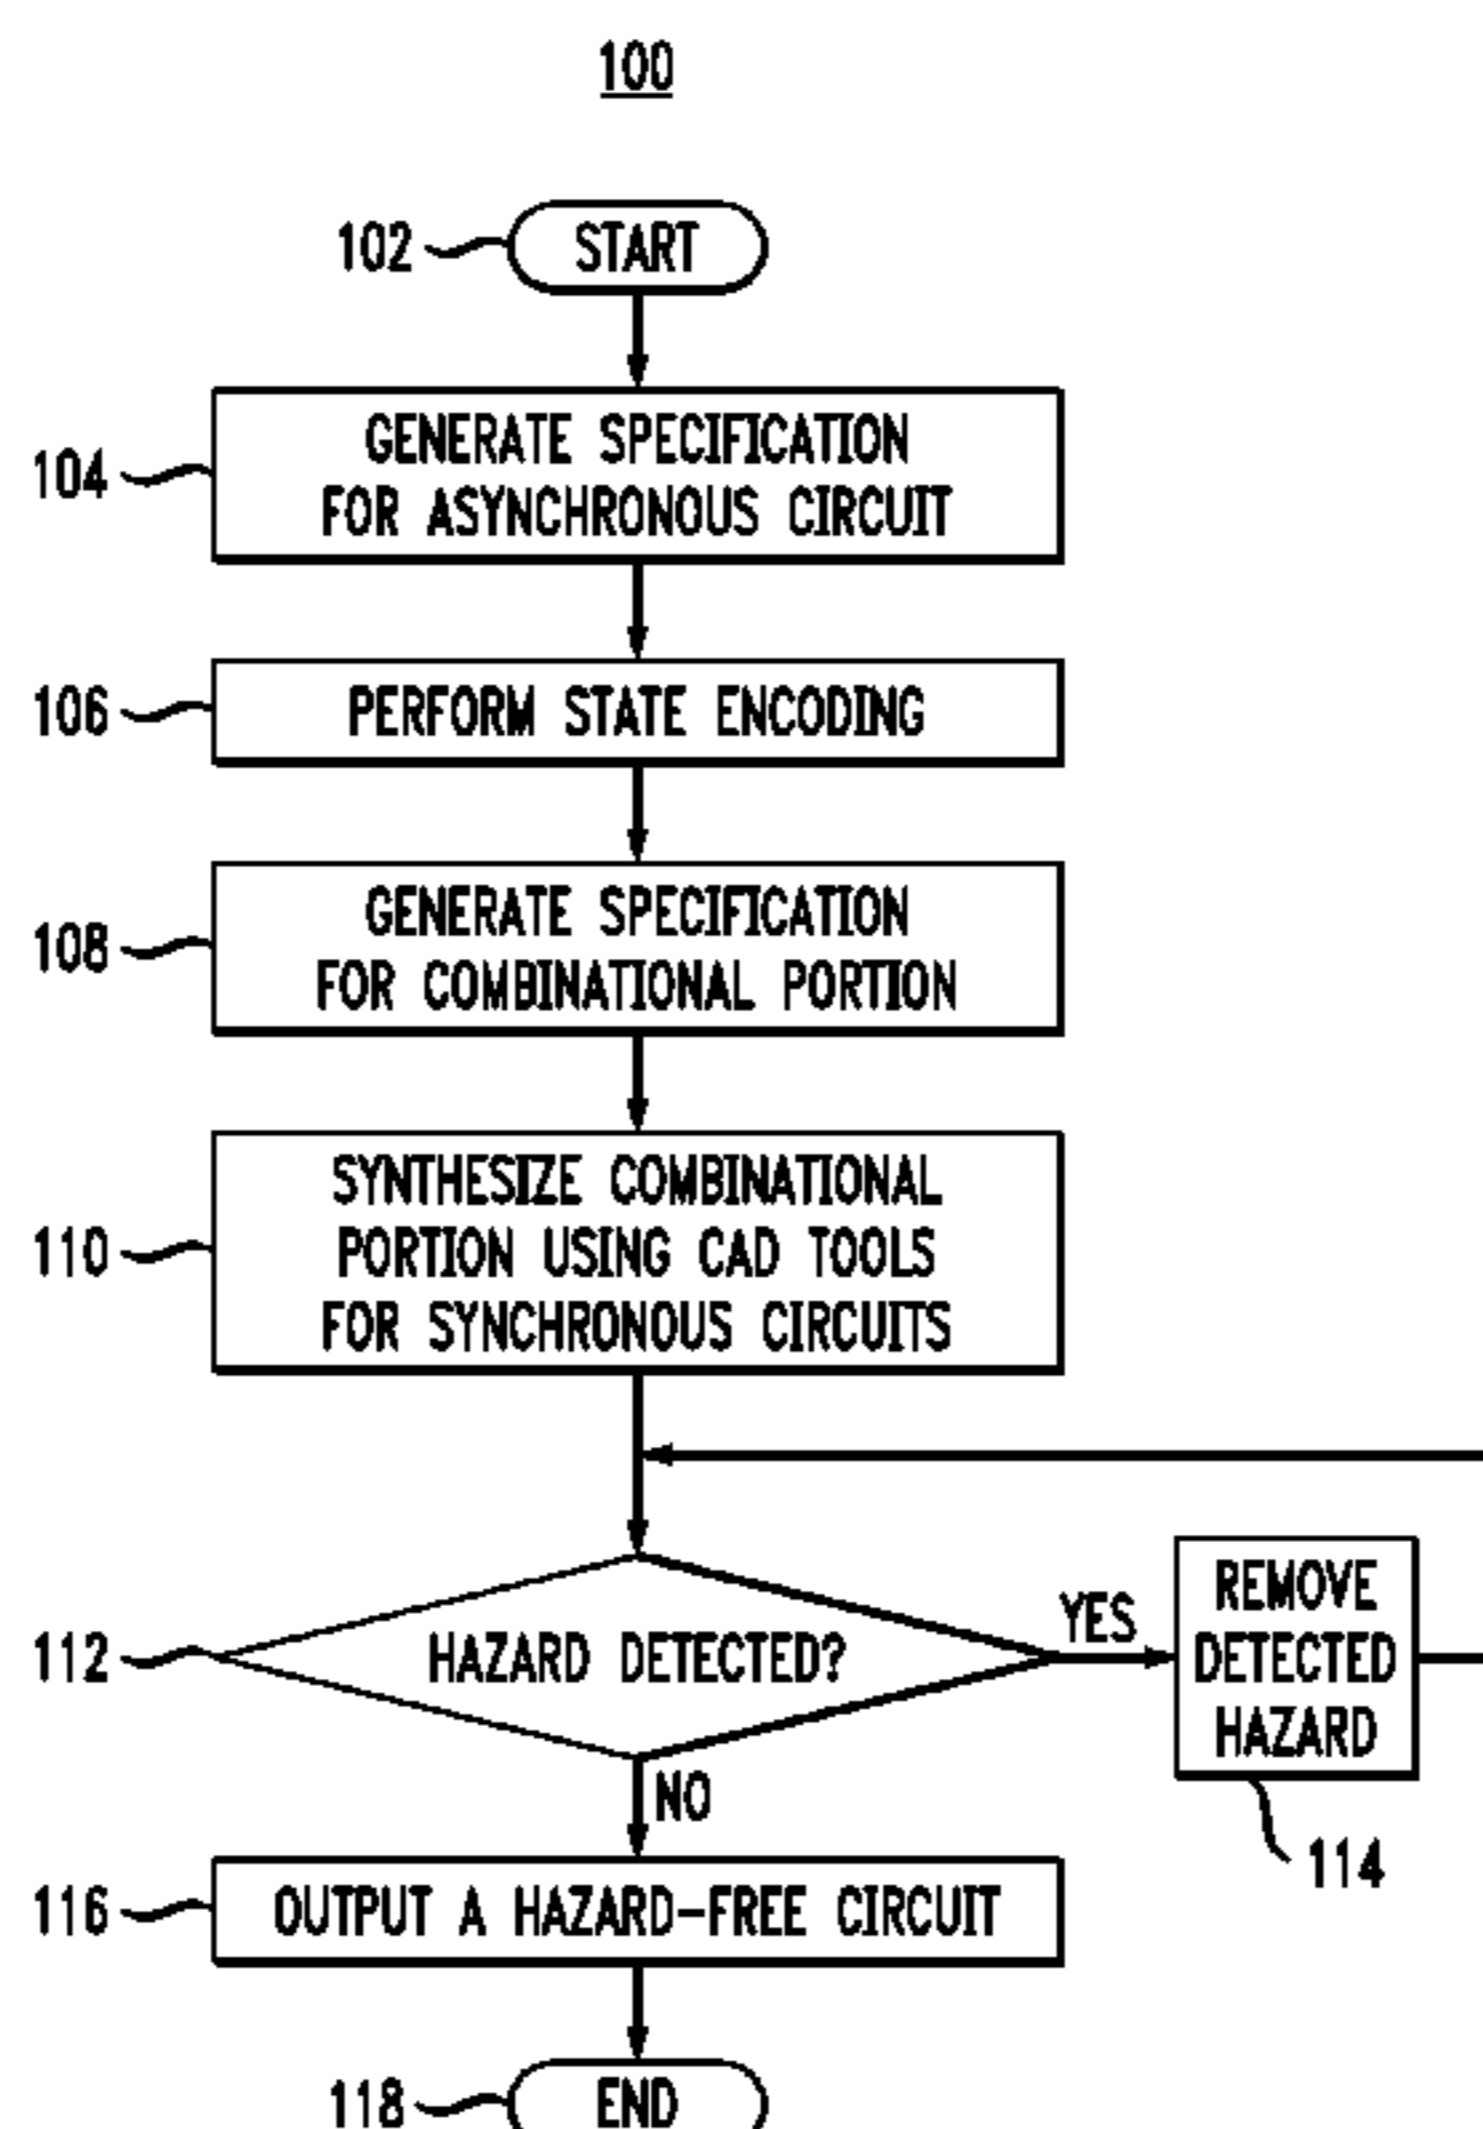 100
102
START
104
GENERATE SPECIFICATION
FOR ASYNCHRONOUS CIRCUIT
106
PERFORM STATE ENCODING
108
GENERATE SPECIFICATION
FOR COMBINATIONAL PORTION
110
SYNTHESIZE COMBINATIONAL
PORTION USING CAD TOOLS
FOR SYNCHRONOUS CIRCUITS
112
HAZARD DETECTED?
YES
REMOVE
DETECTED
HAZARD
114
NO
116
OUTPUT A HAZARD-FREE CIRCUIT
118
END